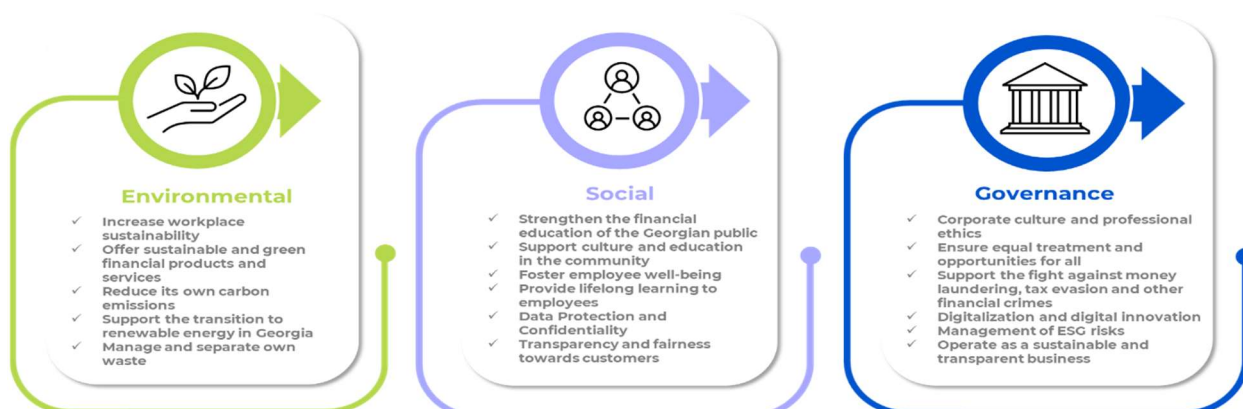 Environmental
✓ Increase workplace
sustainability
✓ Offer sustainable and green
financial products and
services
✓ Reduce its own carbon
emissions
✓ Support the transition to
renewable energy in Georgia
✓ Manage and separate own
waste
Social
✓ Strengthen the financial
education of the Georgian public
✓ Support culture and education
in the community
✓ Foster employee well-being
✓ Provide lifelong learning to
employees
✓ Data Protection and
Confidentiality
✓ Transparency and fairness
towards customers
Governance
✓ Corporate culture and professional
ethics
✓ Ensure equal treatment and
opportunities for all
✓ Support the fight against money
laundering, tax evasion and other
financial crimes
✓ Digitalization and digital innovation
✓ Management of ESG risks
✓ Operate as a sustainable and
transparent business